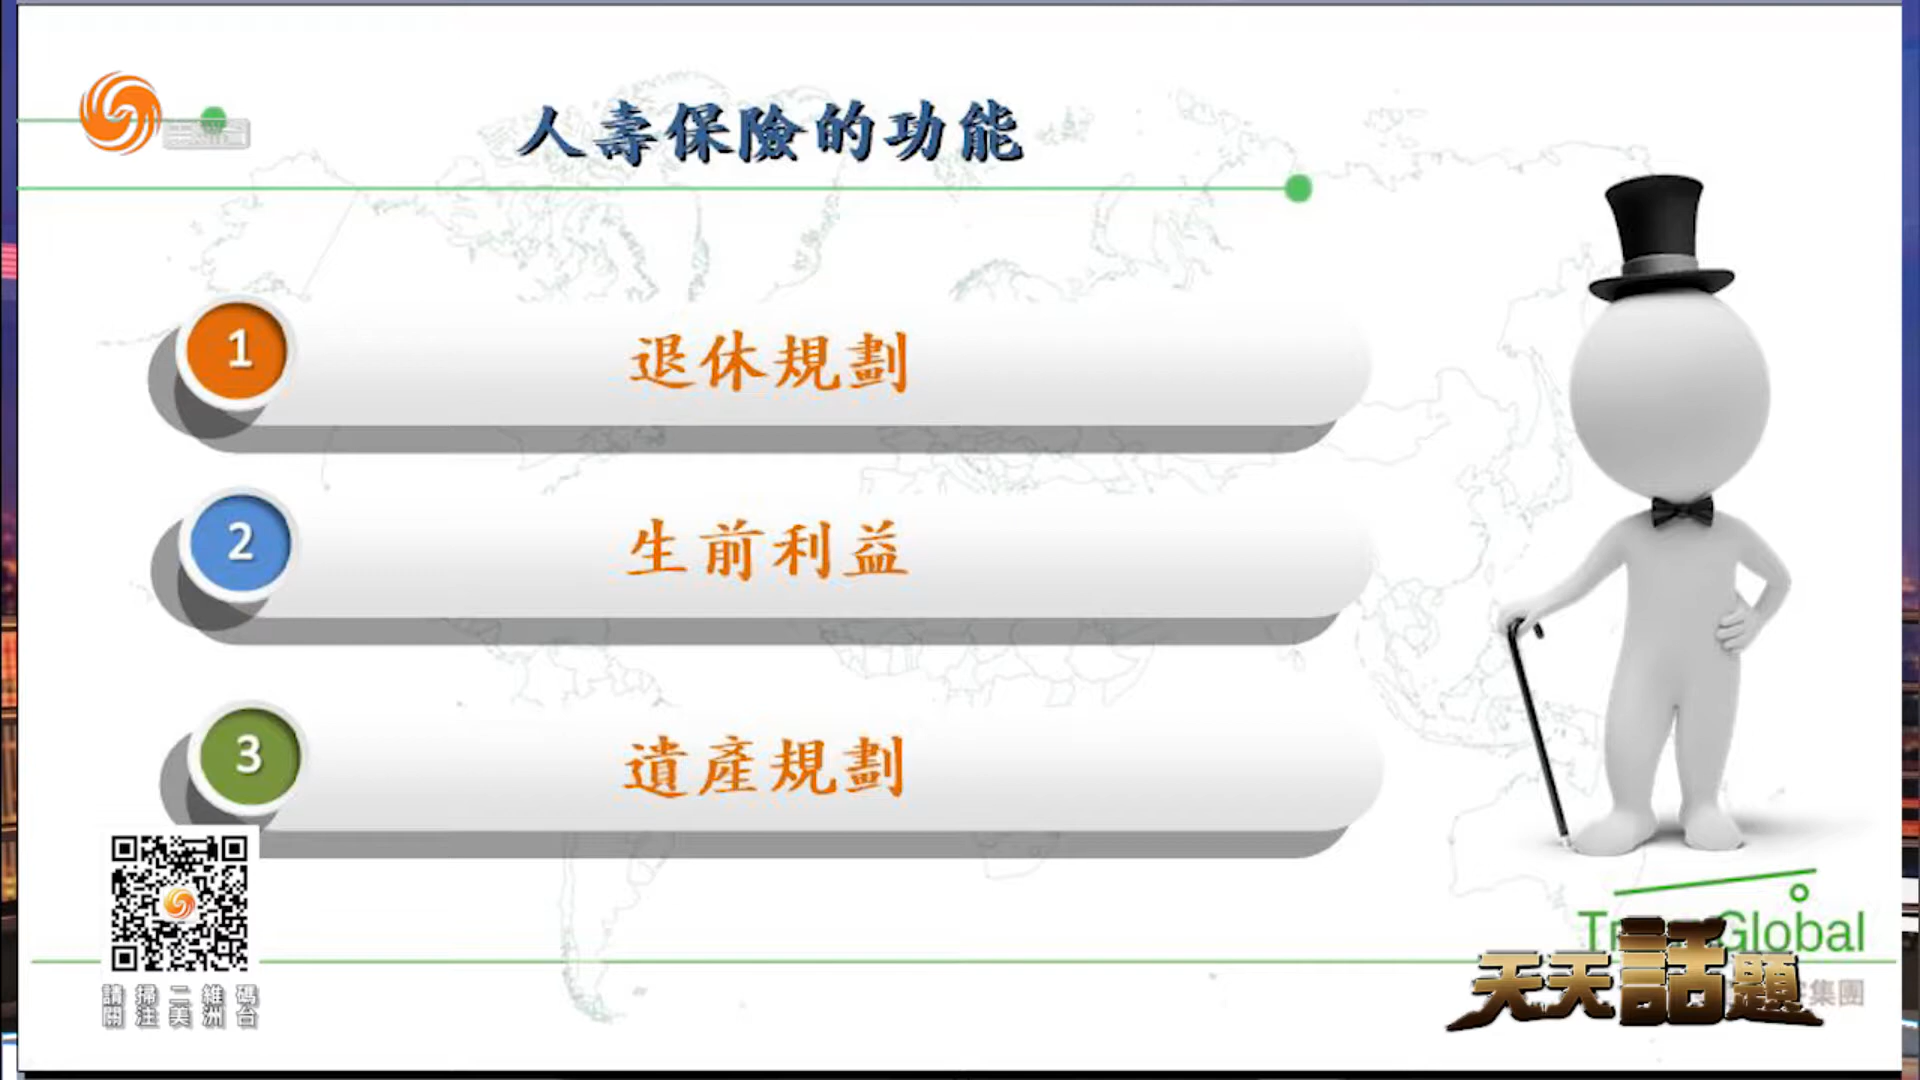 人壽保險的功能
1
退休規劃
2
生前利益
3
遺產規劃
請掃二維碼
關注美洲台
Global
天天話題
集團